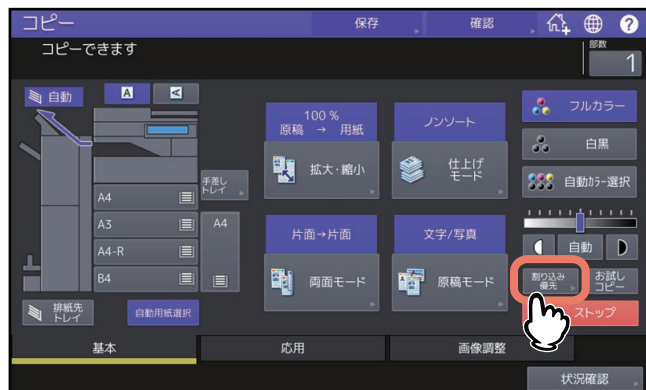 コピー
保存
確認
コピーできます
部数
1
自動
A
A
100 %
原稿 → 用紙
ノンソート
フルカラー
拡大・縮小
仕上げ
モード
白黒
手差し
トレイ
自動カラー選択
A4
A3
A4
A4-R
B4
片面→片面
文字/写真
自動
両面モード
原稿モード
割り込み
優先
お試し
コピー
排紙先
トレイ
自動用紙選択
ストップ
基本
応用
画像調整
状況確認